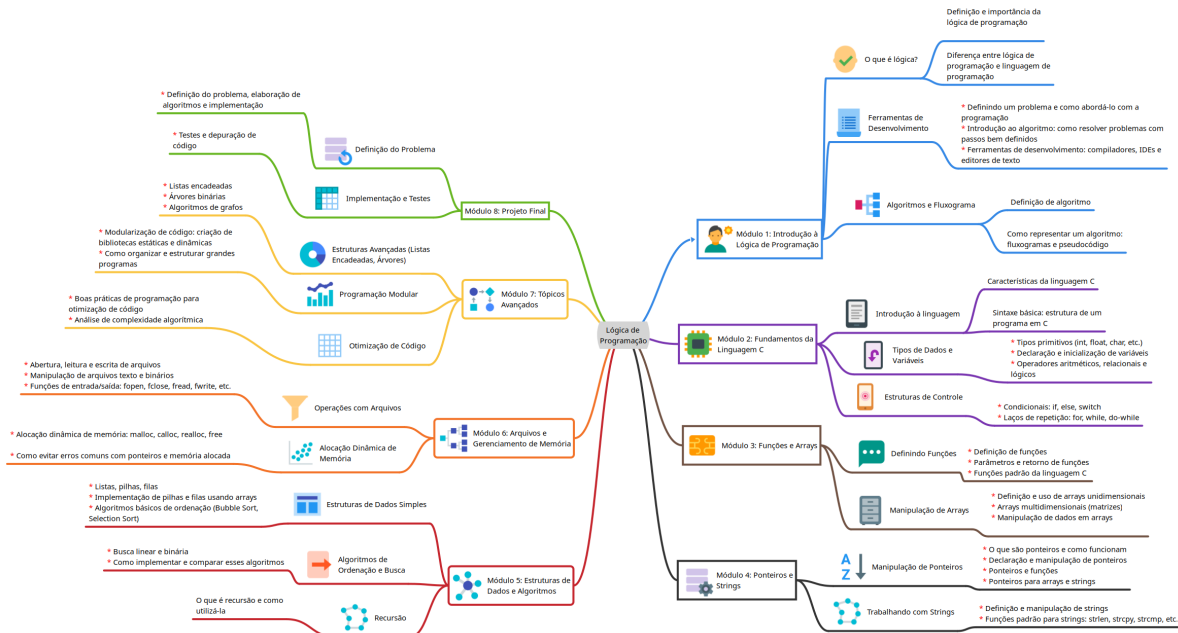 Lógica de
Programação
Módulo 1: Introdução à
Lógica de Programação
O que é lógica?
Definição e importância da
lógica de programação
Diferença entre lógica de
programação e linguagem de
programação
Ferramentas de
Desenvolvimento
* Definindo um problema e como abordá-lo com a
programação
* Introdução ao algoritmo: como resolver problemas com
passos bem definidos
* Ferramentas de desenvolvimento: compiladores, IDEs e
editores de texto
Algoritmos e Fluxograma
Definição de algoritmo
Como representar um algoritmo:
fluxogramas e pseudocódigo
Módulo 2: Fundamentos da
Linguagem C
Introdução à linguagem
Características da linguagem C
Sintaxe básica: estrutura de um
programa em C
Tipos de Dados e
Variáveis
* Tipos primitivos (int, float, char, etc.)
* Declaração e inicialização de variáveis
* Operadores aritméticos, relacionais e
lógicos
Estruturas de Controle
* Condicionais: if, else, switch
* Laços de repetição: for, while, do-while
Módulo 3: Funções e Arrays
Definindo Funções
* Definição de funções
* Parâmetros e retorno de funções
* Funções padrão da linguagem C
Manipulação de Arrays
* Definição e uso de arrays unidimensionais
* Arrays multidimensionais (matrizes)
* Manipulação de dados em arrays
Módulo 4: Ponteiros e
Strings
A
Z
Manipulação de Ponteiros
* O que são ponteiros e como funcionam
* Declaração e manipulação de ponteiros
* Ponteiros e funções
* Ponteiros para arrays e strings
Trabalhando com Strings
* Definição e manipulação de strings
* Funções padrão para strings: strlen, strcpy, strcmp, etc.
Módulo 8: Projeto Final
Definição do Problema
* Definição do problema, elaboração de
algoritmos e implementação
Implementação e Testes
* Testes e depuração de
código
Módulo 7: Tópicos
Avançados
Estruturas Avançadas (Listas
Encadeadas, Árvores)
* Listas encadeadas
* Árvores binárias
* Algoritmos de grafos
Programação Modular
* Modularização de código: criação de
bibliotecas estáticas e dinâmicas
* Como organizar e estruturar grandes
programas
Otimização de Código
* Boas práticas de programação para
otimização de código
* Análise de complexidade algorítmica
Módulo 6: Arquivos e
Gerenciamento de Memória
Operações com Arquivos
* Abertura, leitura e escrita de arquivos
* Manipulação de arquivos texto e binários
* Funções de entrada/saída: fopen, fclose, fread, fwrite, etc.
Alocação Dinâmica de
Memória
* Alocação dinâmica de memória: malloc, calloc, realloc, free
* Como evitar erros comuns com ponteiros e memória alocada
Módulo 5: Estruturas de
Dados e Algoritmos
Estruturas de Dados Simples
* Listas, pilhas, filas
* Implementação de pilhas e filas usando arrays
* Algoritmos básicos de ordenação (Bubble Sort,
Selection Sort)
Algoritmos de
Ordenação e Busca
* Busca linear e binária
* Como implementar e comparar esses algoritmos
Recursão
O que é recursão e como
utilizá-la